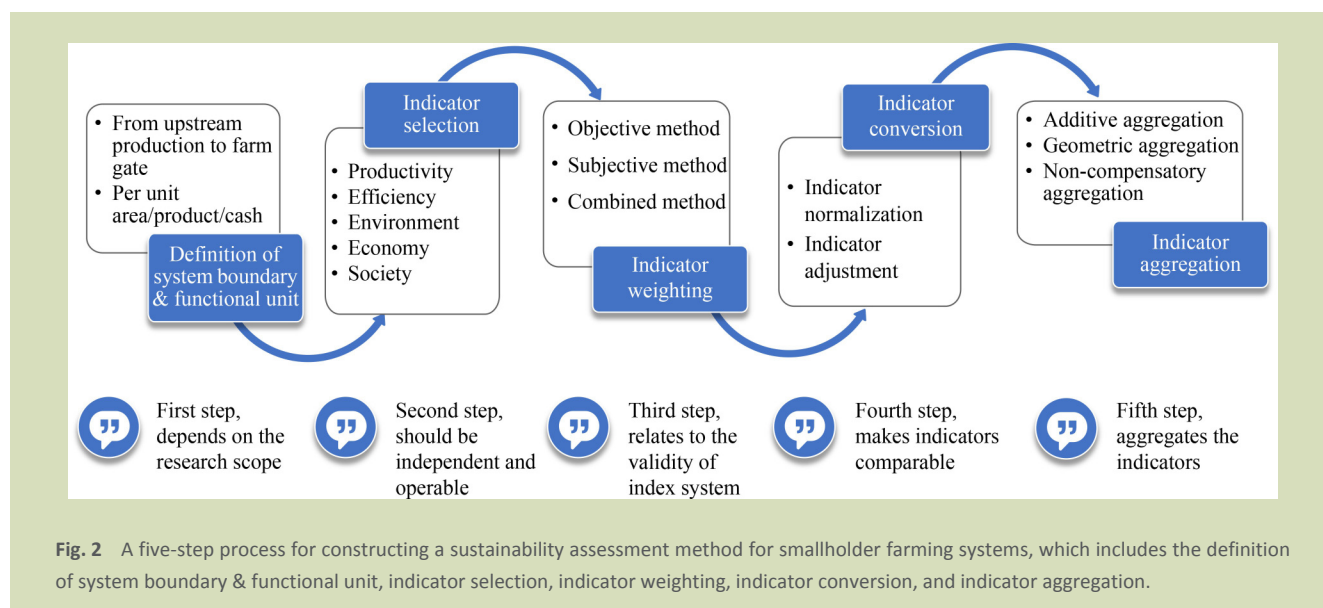 • From upstream
production to farm
gate
• Per unit
area/product/cash
Definition of
system boundary
& functional unit
Indicator
selection
• Productivity
• Efficiency
• Environment
• Economy
• Society
• Objective method
• Subjective method
• Combined method
Indicator
weighting
Indicator
conversion
• Indicator
normalization
• Indicator
adjustment
• Additive aggregation
• Geometric aggregation
• Non-compensatory
aggregation
Indicator
aggregation
First step,
depends on the
research scope
Second step,
should be
independent and
operable
Third step,
relates to the
validity of
index system
Fourth step,
makes indicators
comparable
Fifth step,
aggregates the
indicators
Fig. 2 A five-step process for constructing a sustainability assessment method for smallholder farming systems, which includes the definition
of system boundary & functional unit, indicator selection, indicator weighting, indicator conversion, and indicator aggregation.